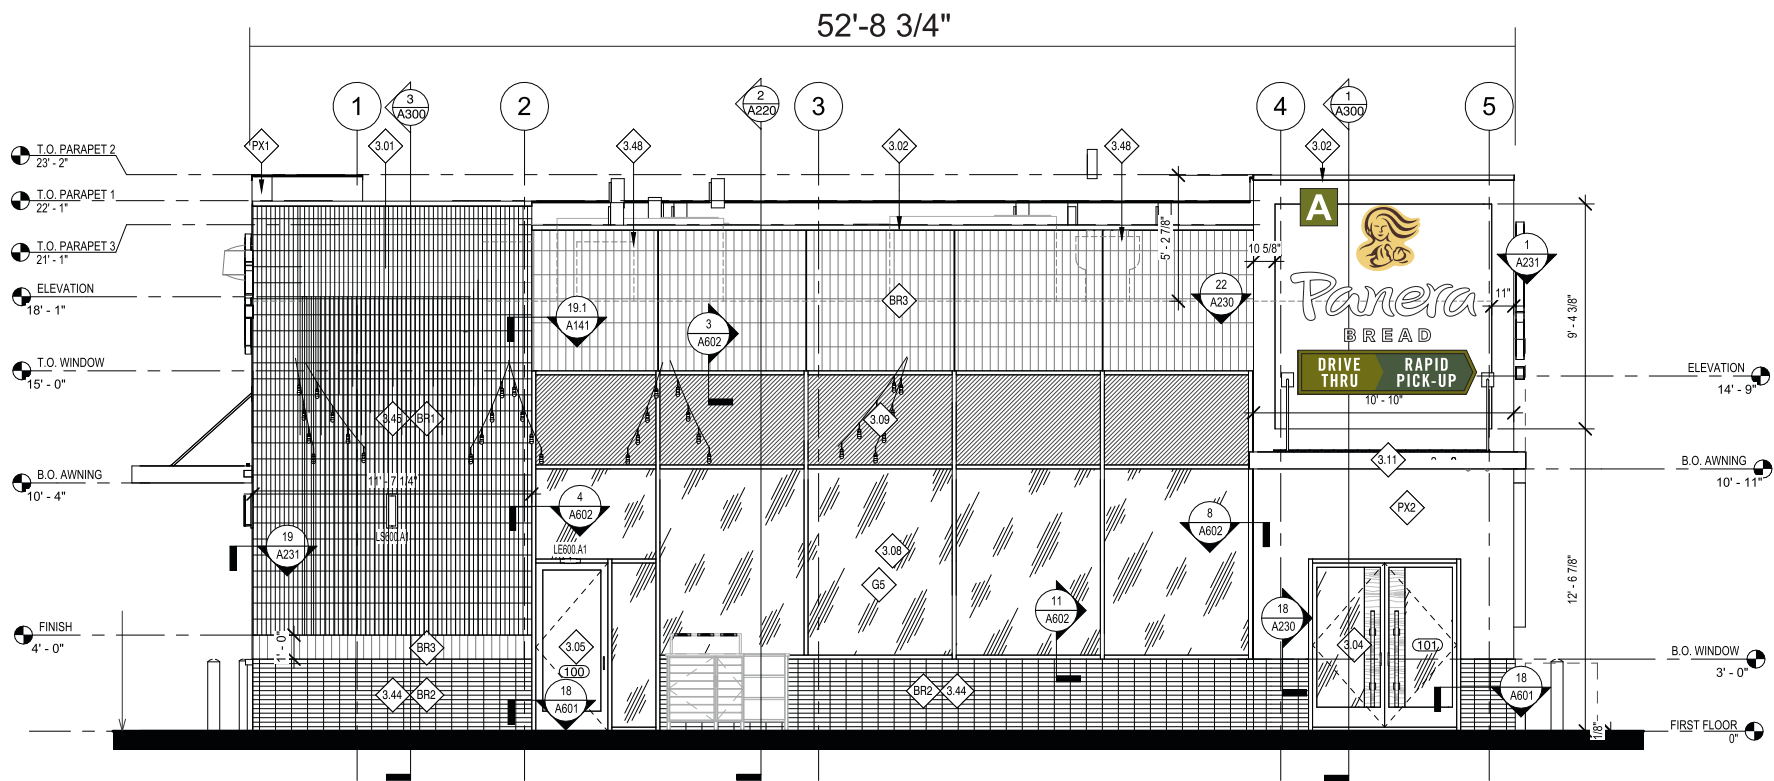 52'-8 3/4"
1
3
A300
2
2
A220
3
4
1
A300
5
PX1
3.01
3.48
3.02
3.48
3.02
T.O. PARAPET 2
23' - 2"
T.O. PARAPET 1
22' - 1"
T.O. PARAPET 3
21' - 1"
ELEVATION
18' - 1"
T.O. WINDOW
15' - 0"
B.O. AWNING
10' - 4"
FINISH
4' - 0"
5' - 2 7/8"
10 5/8"
A
Panera
BREAD
DRIVE THRU
RAPID PICK-UP
10' - 10"
11"
9' - 4 3/8"
12' - 6 7/8"
1
A231
22
A230
BR3
19.1
A141
3
A602
3.45
BR1
3.09
11' - 7 1/4"
LS600.A1
4
A602
LE600.A1
8
A602
3.11
PX2
19
A231
3.08
G5
11
A602
18
A230
1' - 0"
BR3
3.05
100
3.04
101
3.44
BR2
18
A601
BR2
3.44
18
A601
ELEVATION
14' - 9"
B.O. AWNING
10' - 11"
B.O. WINDOW
3' - 0"
FIRST FLOOR
0"
1/8"